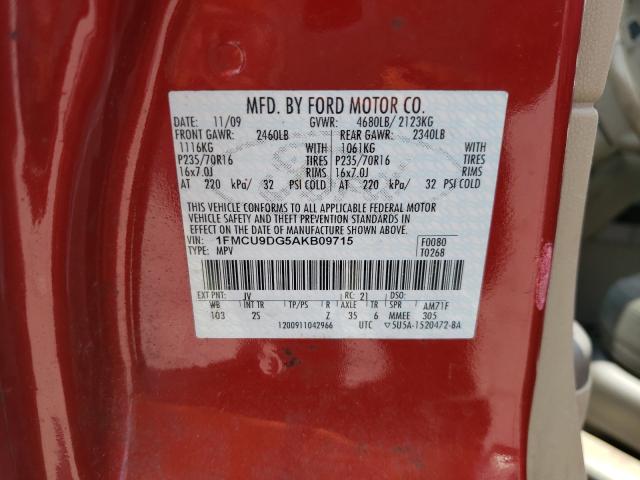 MFD. BY FORD MOTOR CO.
DATE: 11/09 GVWR: 4680LB/ 2123KG
FRONT GAWR: 2460LB REAR GAWR: 2340LB
1116KG WITH 1061KG WITH
P235/70R16 TIRES P235/70R16 TIRES
16x7.0J RIMS 16x7.0J RIMS
AT 220 kPa/ 32 PSI COLD AT 220 kPa/ 32 PSI COLD
THIS VEHICLE CONFORMS TO ALL APPLICABLE FEDERAL MOTOR
VEHICLE SAFETY AND THEFT PREVENTION STANDARDS IN
EFFECT ON THE DATE OF MANUFACTURE SHOWN ABOVE.
VIN: 1FMCU9DG5AKB09715 F0080
TYPE: MPV T0268
EXT PNT: JV RC: 21 DSO:
WB INT TR TP/PS R AXLE TR SPR AM71F
103 25 Z 35 6 MMEE 305
1200911042966 UTC ▽5U5A-1520472-BA